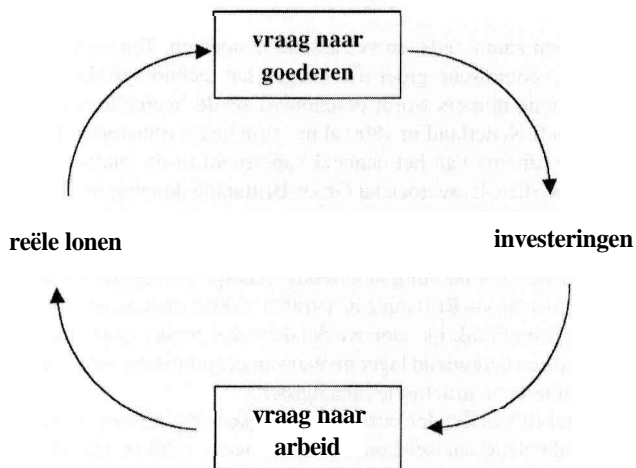 vraag naar
goederen
reële lonen
investeringen
vraag naar
arbeid